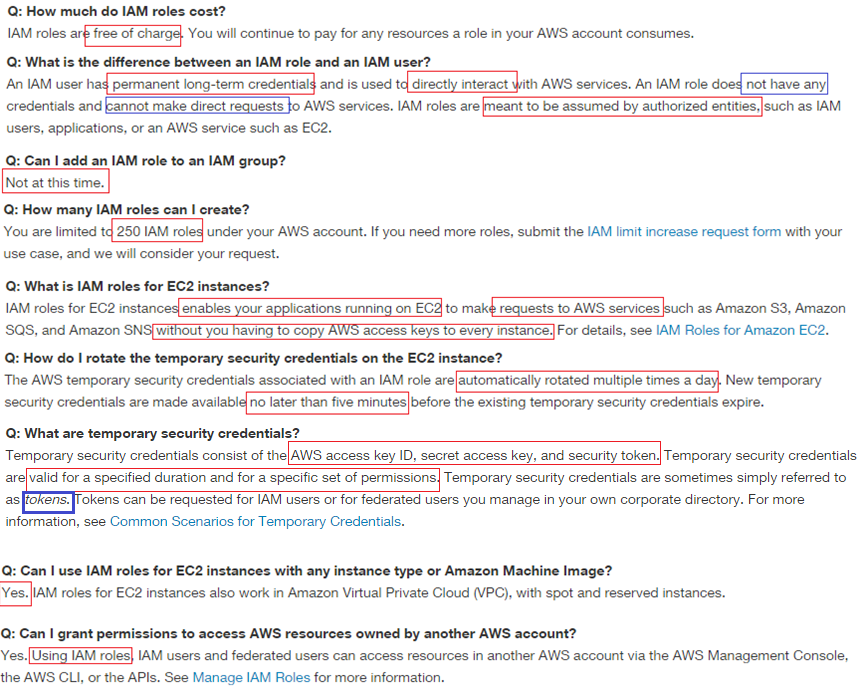 Q: How much do IAM roles cost?
IAM roles are free of charge. You will continue to pay for any resources a role in your AWS account consumes.
Q: What is the difference between an IAM role and an IAM user?
An IAM user has permanent long-term credentials and is used to directly interact with AWS services. An IAM role does not have any
credentials and cannot make direct requests to AWS services. IAM roles are meant to be assumed by authorized entities, such as IAM
users, applications, or an AWS service such as EC2.
Q: Can I add an IAM role to an IAM group?
Not at this time.
Q: How many IAM roles can I create?
You are limited to 250 IAM roles under your AWS account. If you need more roles, submit the IAM limit increase request form with your
use case, and we will consider your request.
Q: What is IAM roles for EC2 instances?
IAM roles for EC2 instances enables your applications running on EC2 to make requests to AWS services such as Amazon S3, Amazon
SQS, and Amazon SNS without you having to copy AWS access keys to every instance. For details, see IAM Roles for Amazon EC2.
Q: How do I rotate the temporary security credentials on the EC2 instance?
The AWS temporary security credentials associated with an IAM role are automatically rotated multiple times a day. New temporary
security credentials are made available no later than five minutes before the existing temporary security credentials expire.
Q: What are temporary security credentials?
Temporary security credentials consist of the AWS access key ID, secret access key, and security token. Temporary security credentials
are valid for a specified duration and for a specific set of permissions. Temporary security credentials are sometimes simply referred to
as tokens. Tokens can be requested for IAM users or for federated users you manage in your own corporate directory. For more
information, see Common Scenarios for Temporary Credentials.
Q: Can I use IAM roles for EC2 instances with any instance type or Amazon Machine Image?
Yes. IAM roles for EC2 instances also work in Amazon Virtual Private Cloud (VPC), with spot and reserved instances.
Q: Can I grant permissions to access AWS resources owned by another AWS account?
Yes. Using IAM roles, IAM users and federated users can access resources in another AWS account via the AWS Management Console,
the AWS CLI, or the APIs. See Manage IAM Roles for more information.